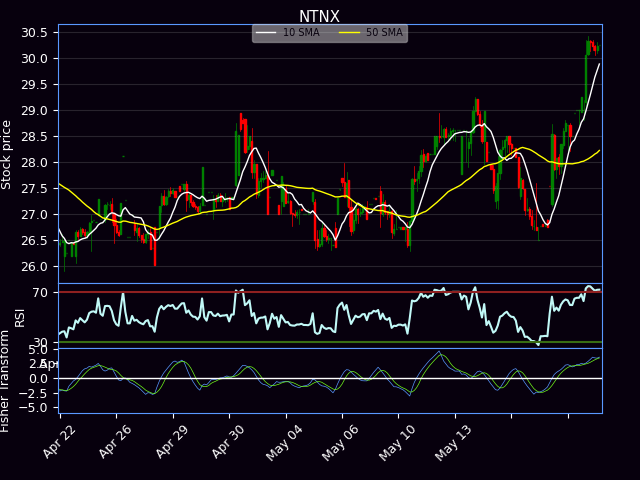 NTNX
10 SMA
50 SMA
30.5
30.0
29.5
29.0
28.5
28.0
27.5
27.0
26.5
26.0
Stock price
70
30
RSI
5.0
2.5
0.0
−2.5
−5.0
Fisher Transform
Apr 22
Apr 26
Apr 29
Apr 30
May 04
May 06
May 10
May 13